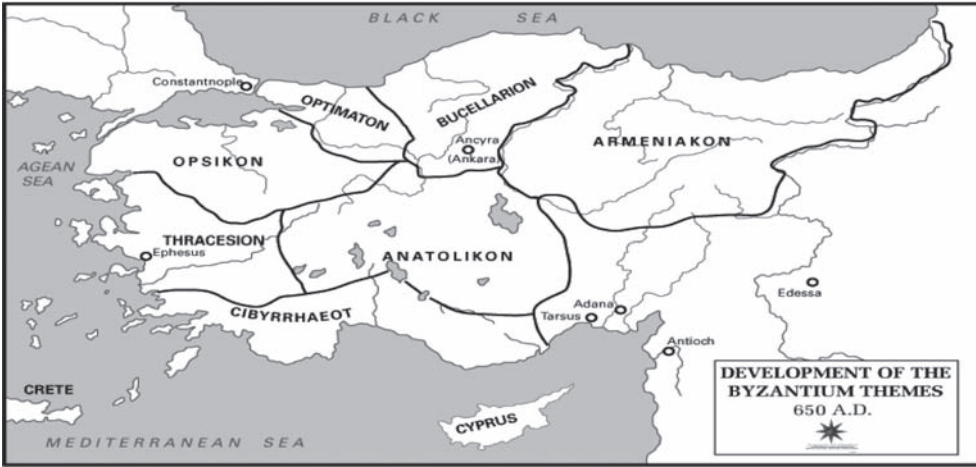 BLACK SEA
Constantnople
OPTIMATON
BUCELLARION
Ancyra
(Ankara)
ARMENIAKON
OPSIKON
AGEAN
SEA
THRACESION
Ephesus
ANATOLIKON
CIBYRRHAEOT
Adana
Tarsus
Edessa
Antioch
CRETE
CYPRUS
MEDITERRANEAN SEA
DEVELOPMENT OF THE
BYZANTIUM THEMES
650 A.D.